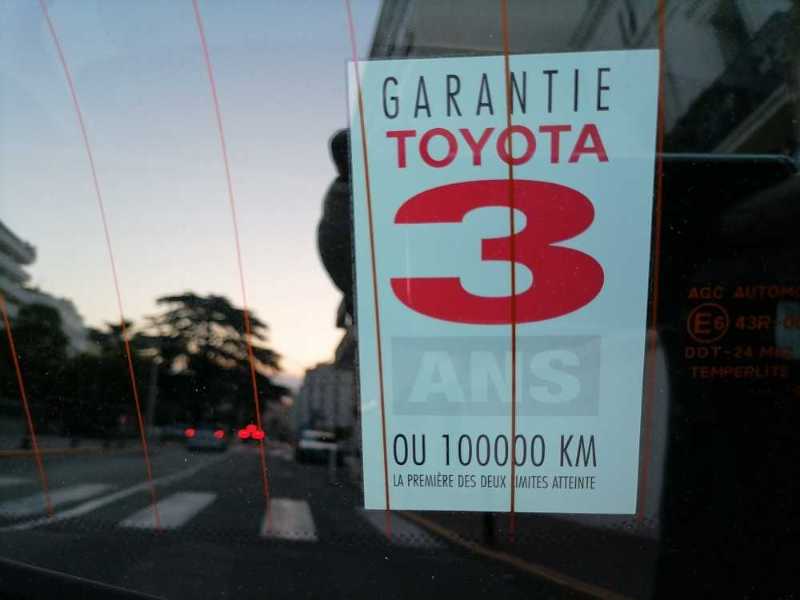 GARANTIE
TOYOTA
3
ANS
OU 100000 KM
LA PREMIÈRE DES DEUX LIMITES ATTEINTE
AGC AUTOM
E6 43R-00
DOT-24
TEMPERLITE